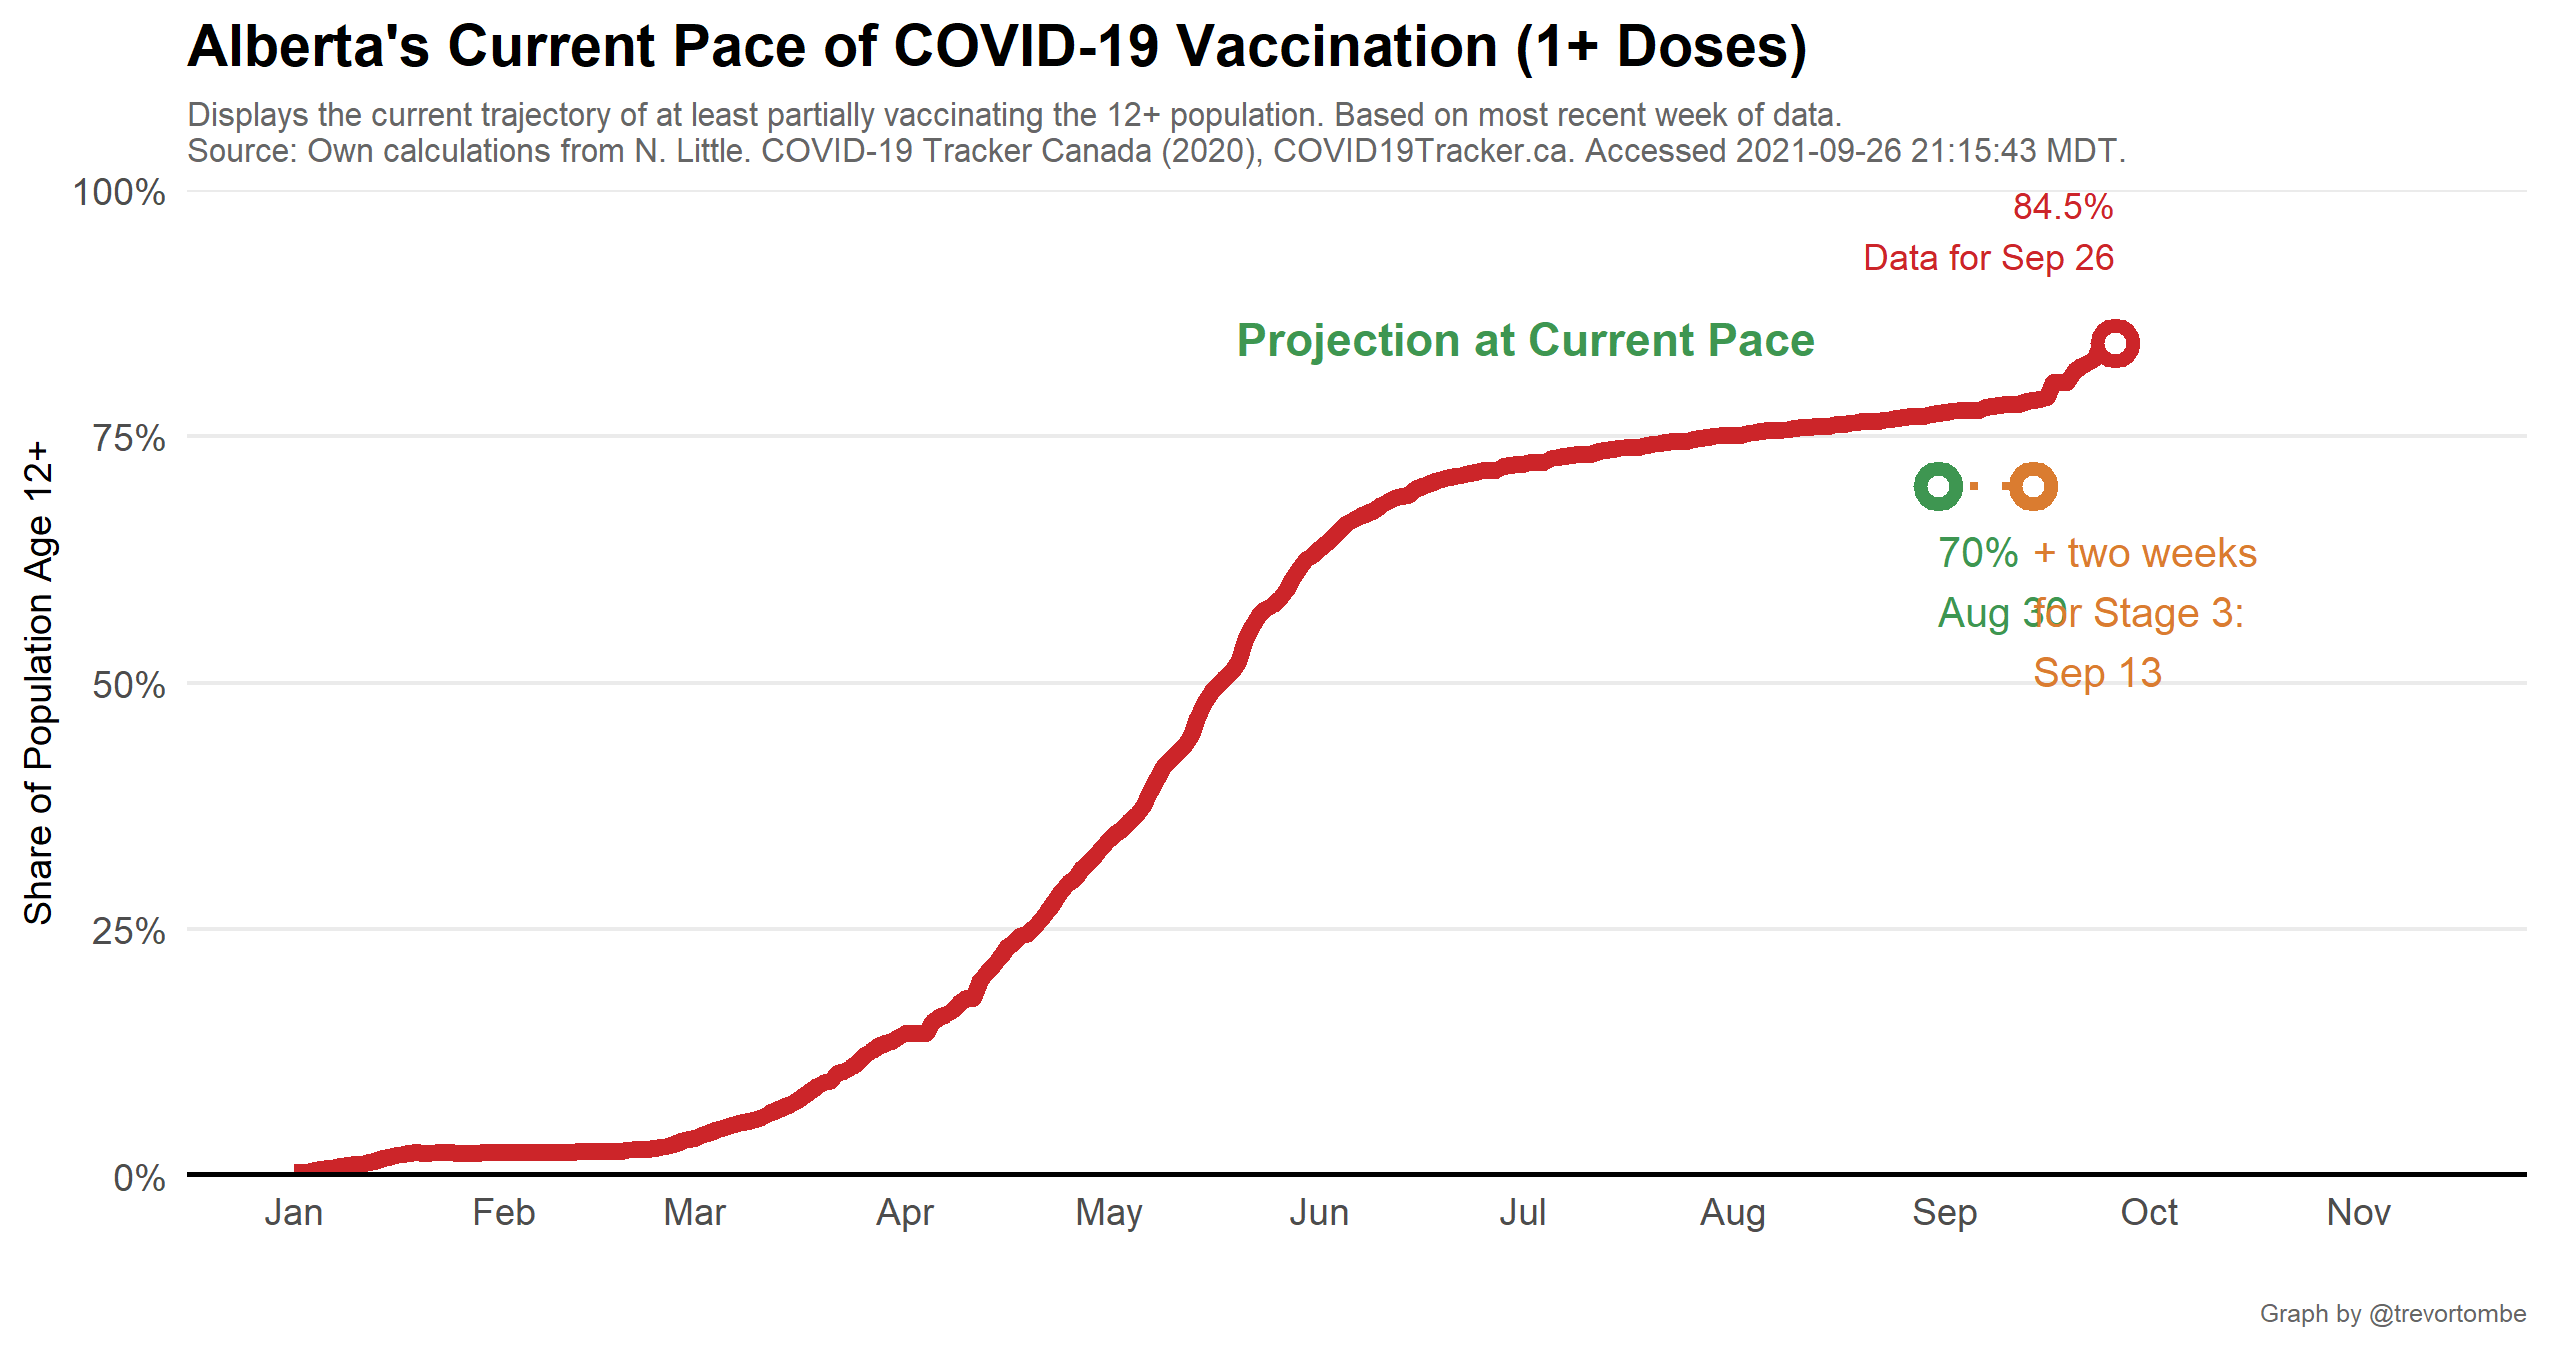 Alberta's Current Pace of COVID-19 Vaccination (1+ Doses)
Displays the current trajectory of at least partially vaccinating the 12+ population. Based on most recent week of data.
Source: Own calculations from N. Little. COVID-19 Tracker Canada (2020), COVID19Tracker.ca. Accessed 2021-09-26 21:15:43 MDT.
100%
84.5%
Data for Sep 26
Projection at Current Pace
75%
70%
Aug 30
+ two weeks
for Stage 3:
Sep 13
50%
25%
0%
Share of Population Age 12+
Jan Feb Mar Apr May Jun Jul Aug Sep Oct Nov
Graph by @trevortombe